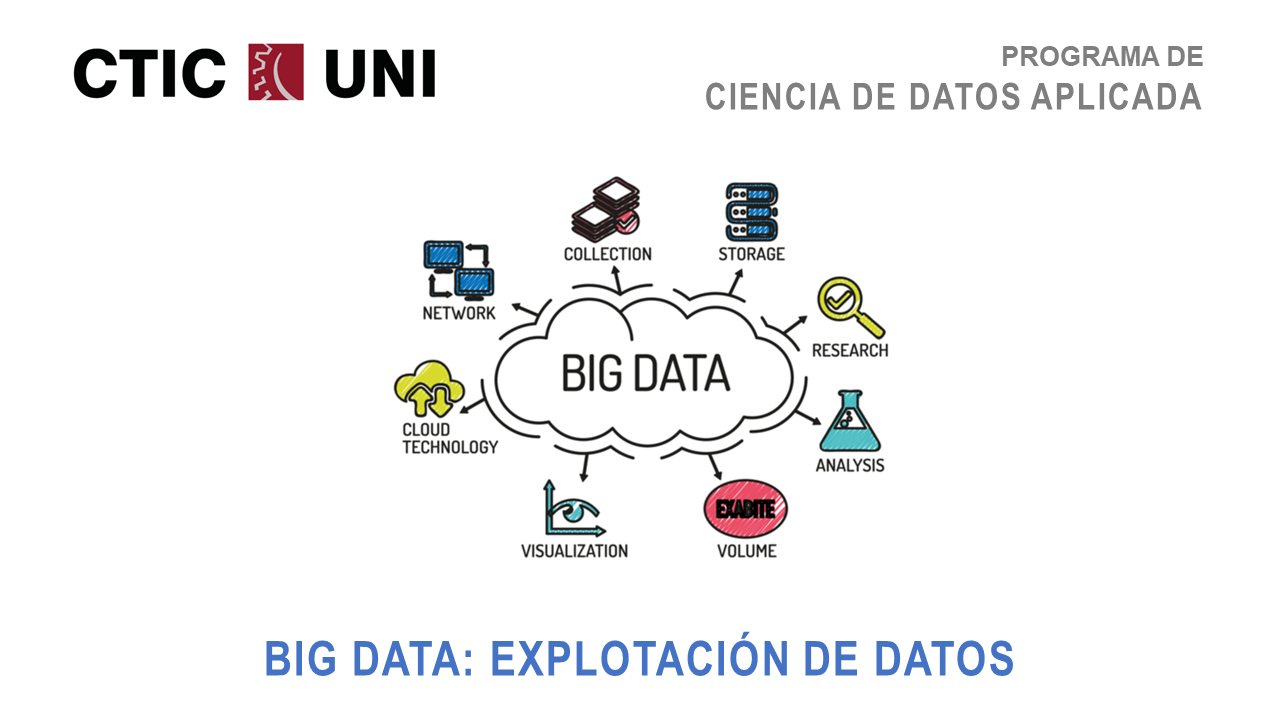 CTIC UNI
PROGRAMA DE
CIENCIA DE DATOS APLICADA
COLLECTION
STORAGE
NETWORK
RESEARCH
BIG DATA
CLOUD
TECHNOLOGY
ANALYSIS
EXABITE
VISUALIZATION
VOLUME
BIG DATA: EXPLOTACIÓN DE DATOS